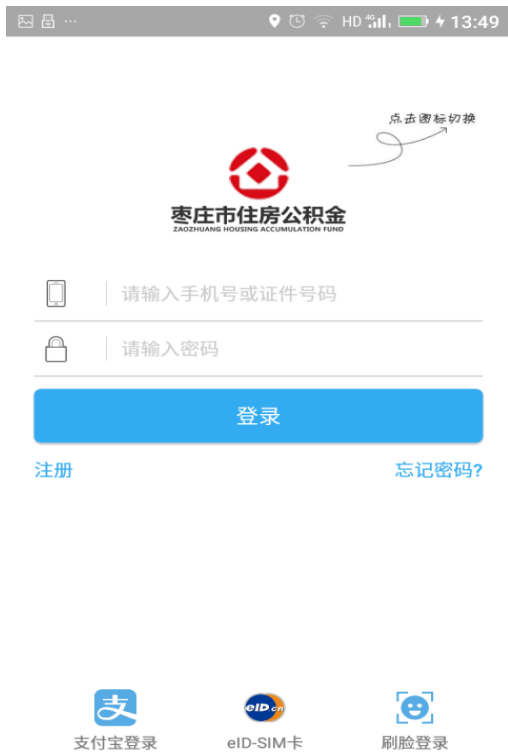 HD 4G 13:49
点击图标切换
枣庄市住房公积金
ZAOZHUANG HOUSING ACCUMULATION FUND
请输入手机号或证件号码
请输入密码
登录
注册 忘记密码?
支
eID.cn
支付宝登录 eID-SIM卡 刷脸登录